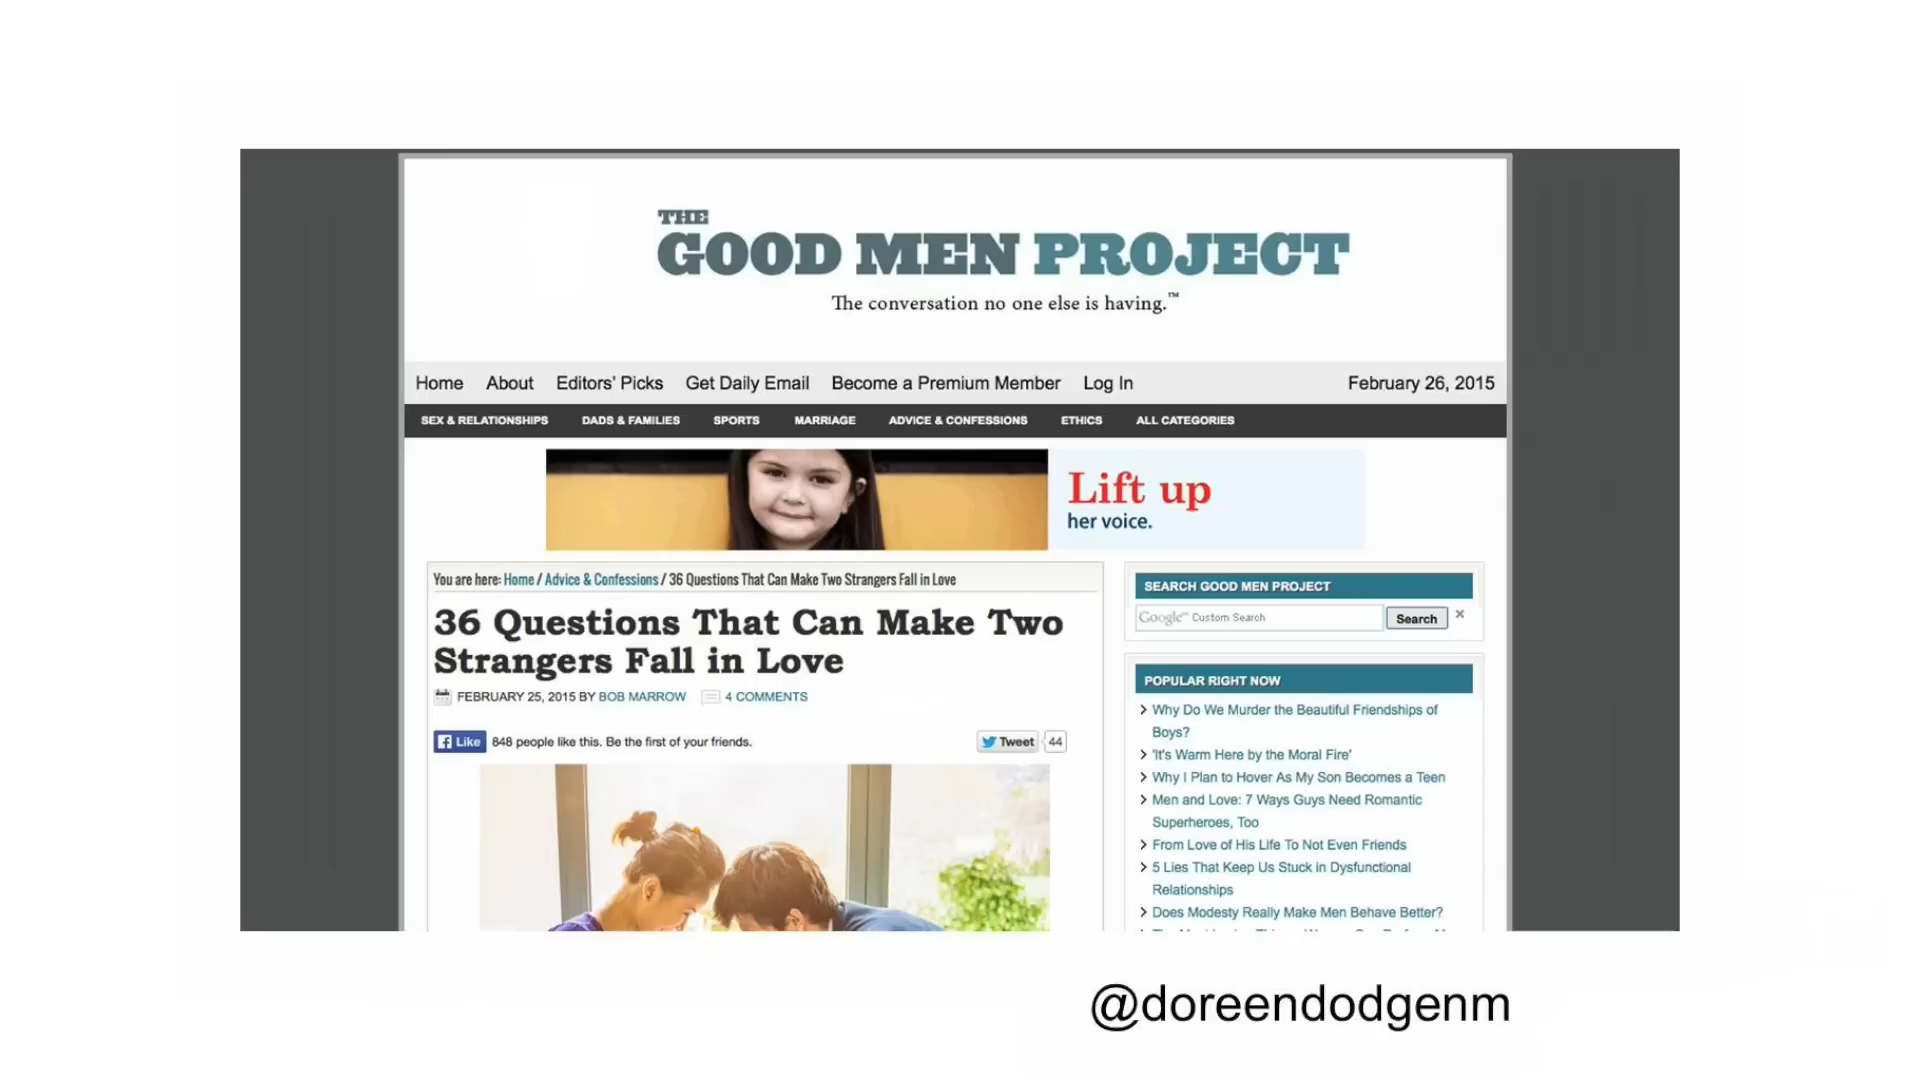 THE
GOOD MEN PROJECT
The conversation no one else is having.™
Home About Editors' Picks Get Daily Email Become a Premium Member Log In February 26, 2015
SEX & RELATIONSHIPS DADS & FAMILIES SPORTS MARRIAGE ADVICE & CONFESSIONS ETHICS ALL CATEGORIES
Lift up
her voice.
You are here: Home / Advice & Confessions / 36 Questions That Can Make Two Strangers Fall in Love
36 Questions That Can Make Two
Strangers Fall in Love
FEBRUARY 25, 2015 BY BOB MARROW 4 COMMENTS
Like 848 people like this. Be the first of your friends. Tweet 44
SEARCH GOOD MEN PROJECT
Google™ Custom Search Search ×
POPULAR RIGHT NOW
Why Do We Murder the Beautiful Friendships of
Boys?
'It's Warm Here by the Moral Fire'
Why I Plan to Hover As My Son Becomes a Teen
Men and Love: 7 Ways Guys Need Romantic
Superheroes, Too
From Love of His Life To Not Even Friends
5 Lies That Keep Us Stuck in Dysfunctional
Relationships
Does Modesty Really Make Men Behave Better?
@doreendodgenm